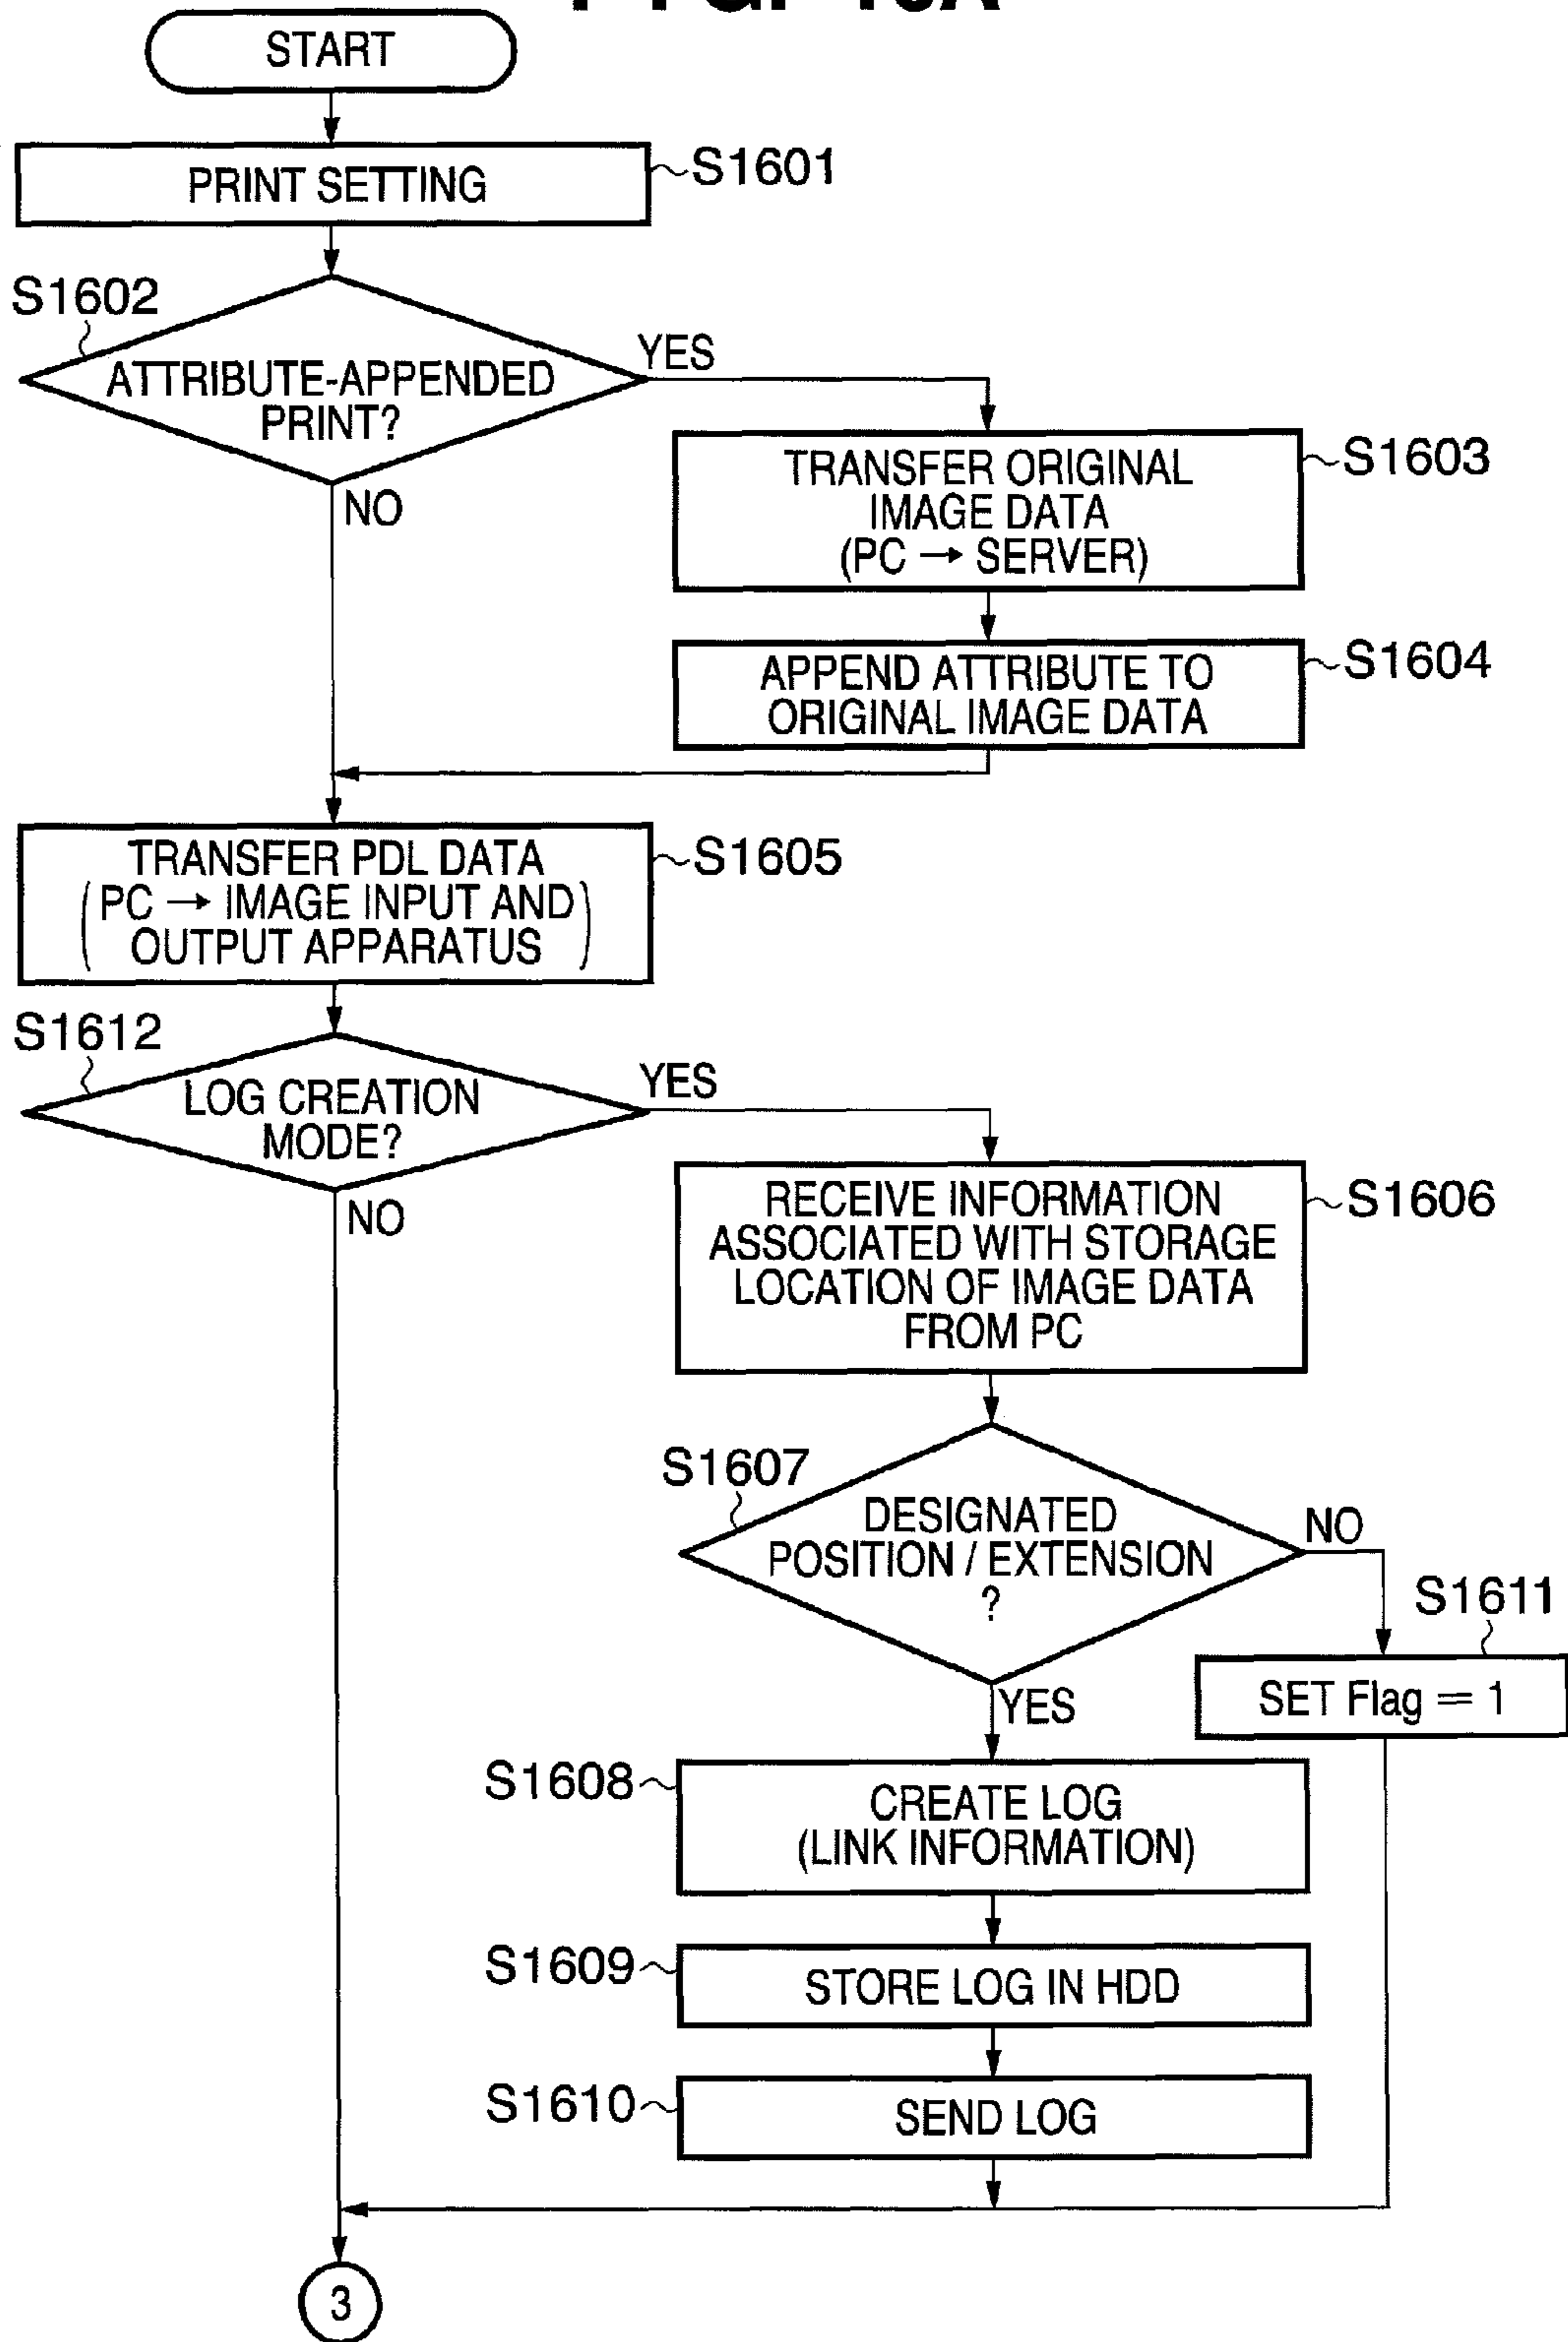 START
PRINT SETTING
S1601
S1602
ATTRIBUTE-APPENDED
PRINT?
YES
NO
TRANSFER ORIGINAL
IMAGE DATA
(PC → SERVER)
S1603
APPEND ATTRIBUTE TO
ORIGINAL IMAGE DATA
S1604
TRANSFER PDL DATA
(PC → IMAGE INPUT AND
OUTPUT APPARATUS)
S1605
S1612
LOG CREATION
MODE?
YES
NO
RECEIVE INFORMATION
ASSOCIATED WITH STORAGE
LOCATION OF IMAGE DATA
FROM PC
S1606
S1607
DESIGNATED
POSITION / EXTENSION
?
NO
YES
S1611
SET Flag = 1
S1608
CREATE LOG
(LINK INFORMATION)
S1609
STORE LOG IN HDD
S1610
SEND LOG
3